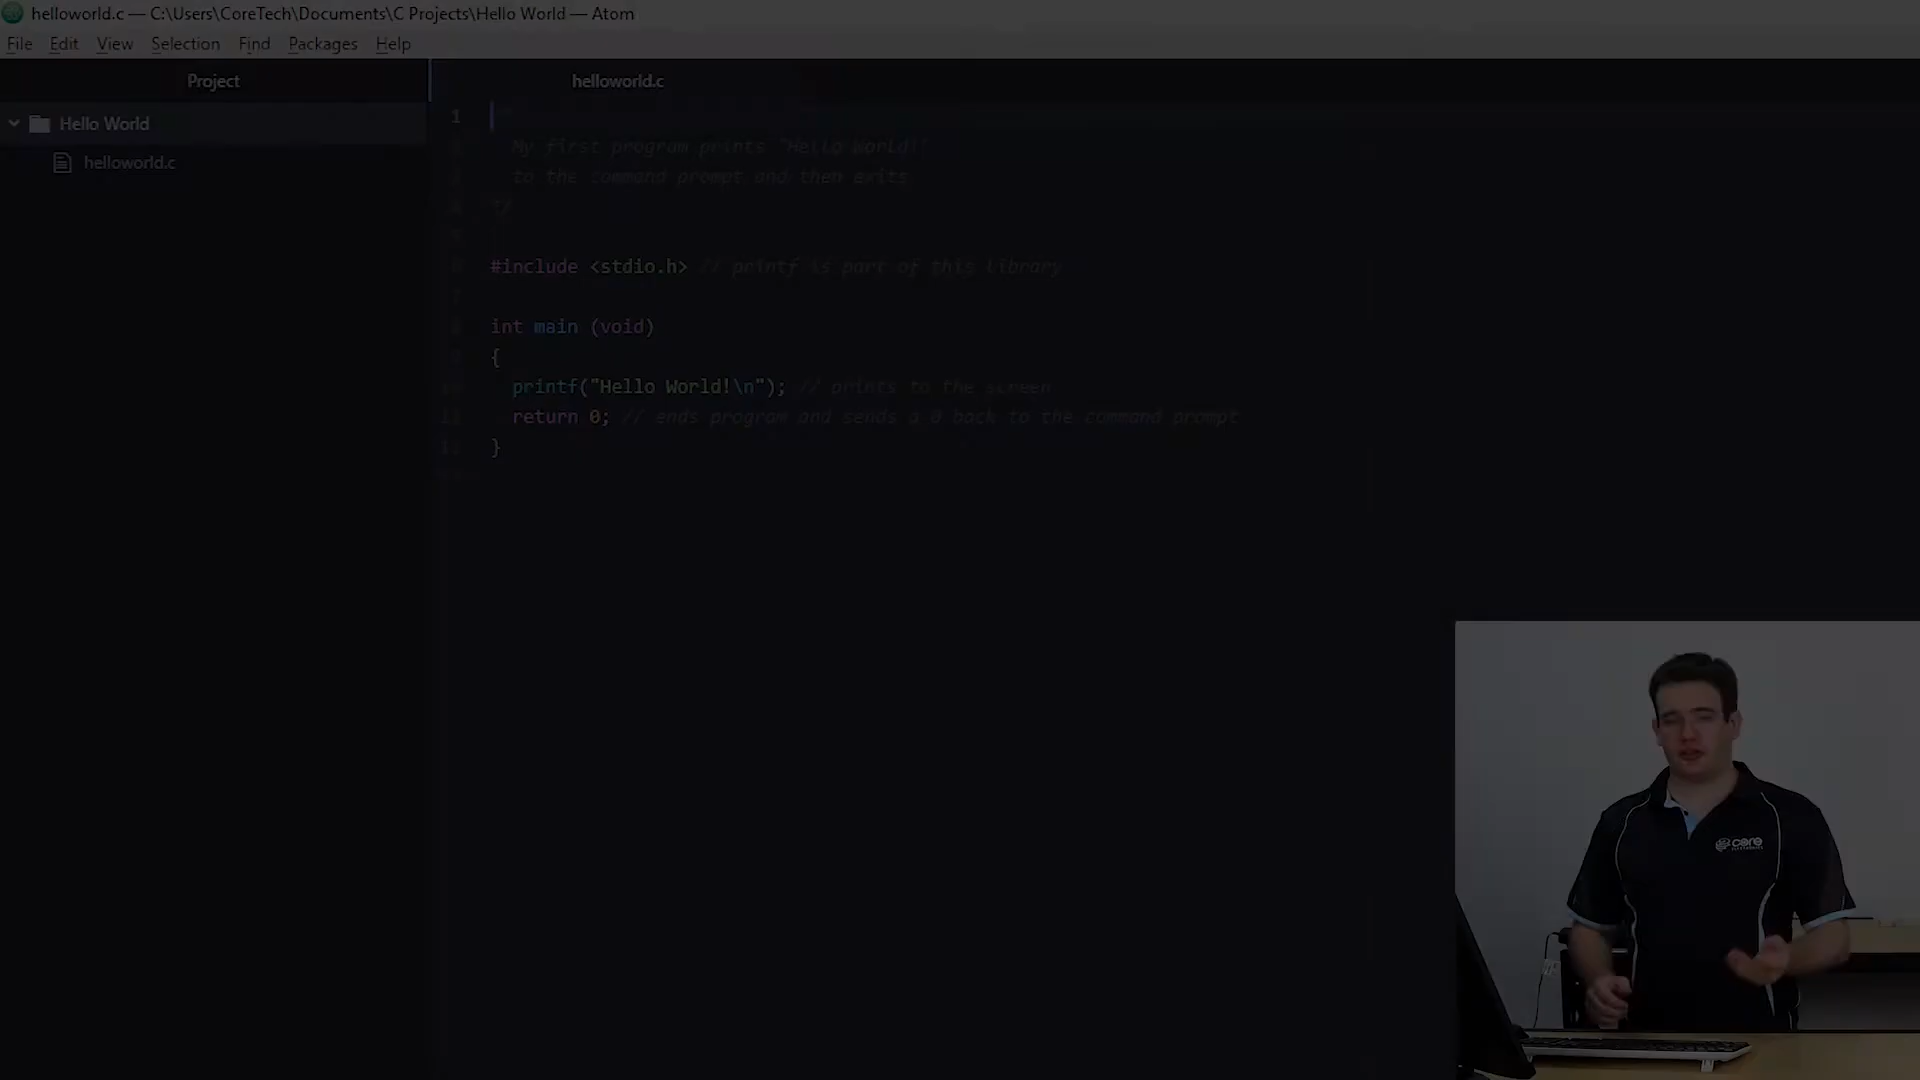 helloworld.c — C:\Users\CoreTech\Documents\C Projects\Hello World — Atom
File Edit View Selection Find Packages Help
Project
helloworld.c
Hello World
helloworld.c
1
My first program prints "Hello World!"
to the command prompt and then exits
*/
#include <stdio.h> // printf is part of this library
int main (void)
{
printf("Hello World!\n"); // prints to the screen
return 0; // ends program and sends a 0 back to the command prompt
}
core
ELECTRONICS